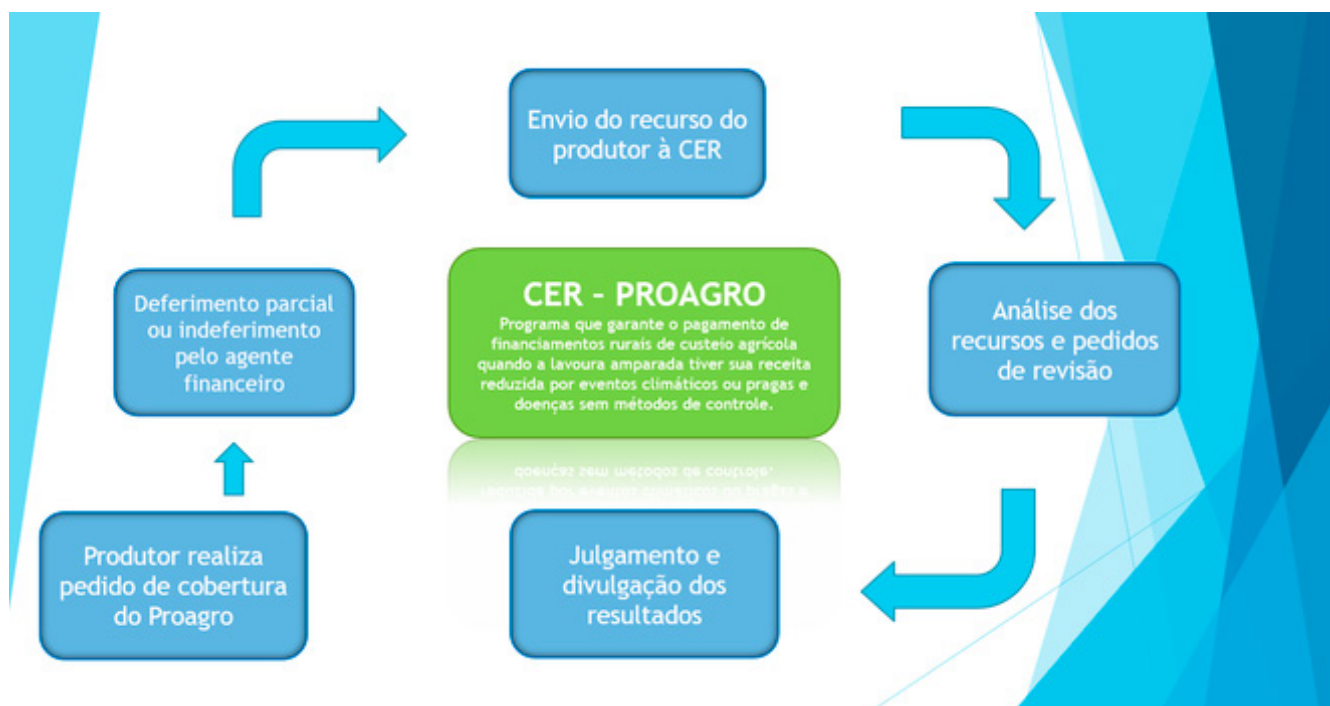 Envio do recurso do
produtor à CER
Deferimento parcial
ou indeferimento
pelo agente
financeiro
CER - PROAGRO
Programa que garante o pagamento de
financiamentos rurais de custeio agrícola
quando a lavoura amparada tiver sua receita
reduzida por eventos climáticos ou pragas e
doenças sem métodos de controle.
Análise dos
recursos e pedidos
de revisão
Produtor realiza
pedido de cobertura
do Proagro
Julgamento e
divulgação dos
resultados